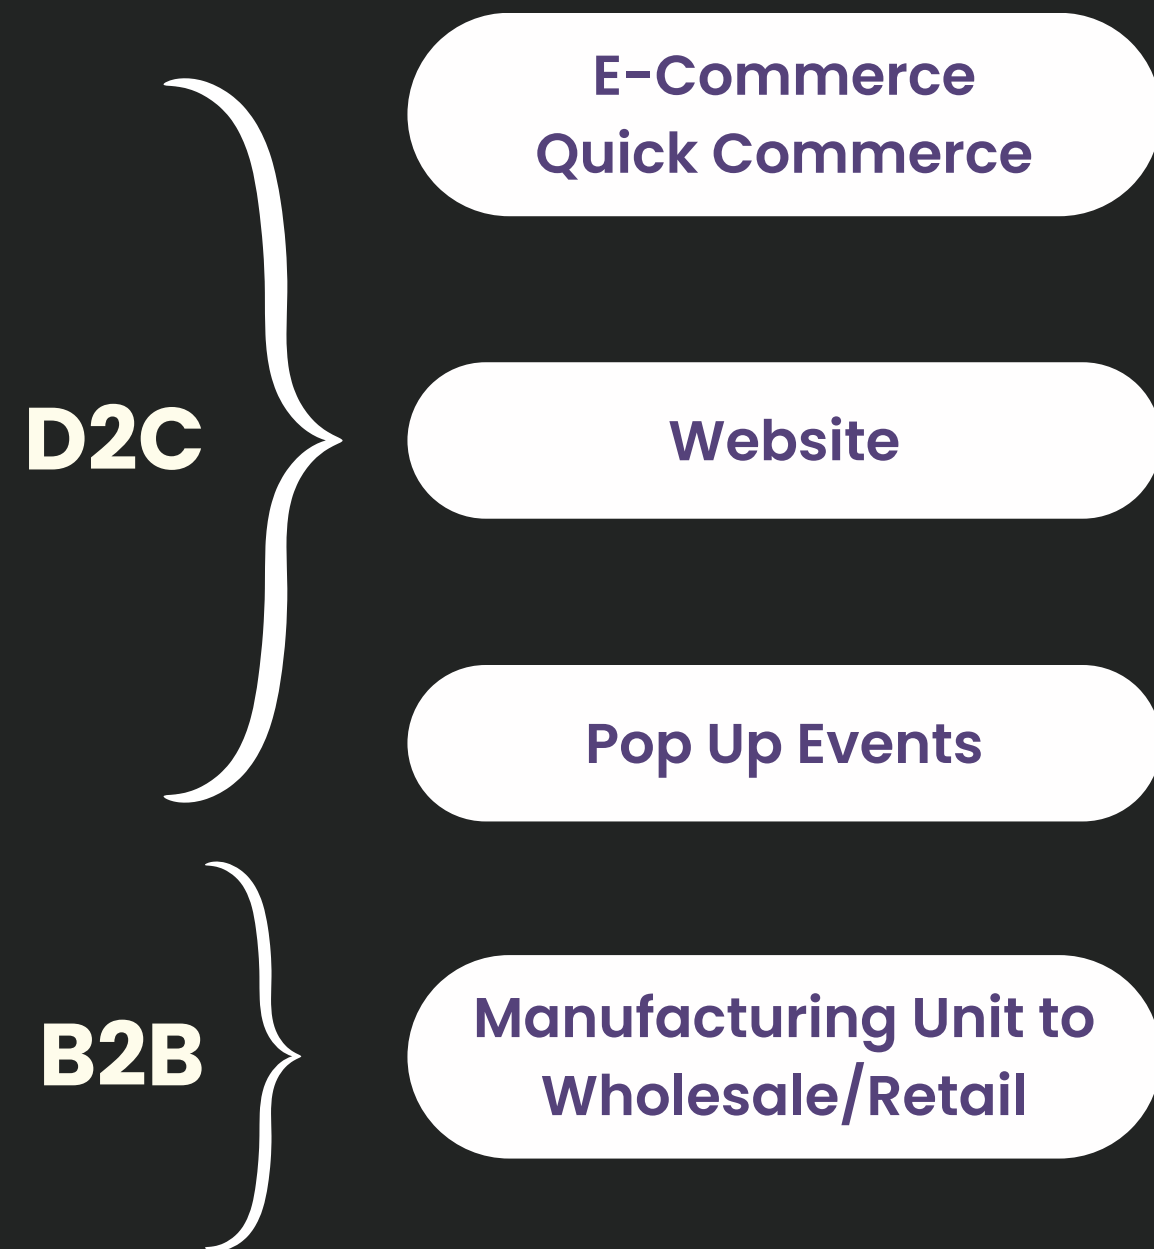 E-Commerce
Quick Commerce
D2C
Website
Pop Up Events
B2B
Manufacturing Unit to
Wholesale/Retail